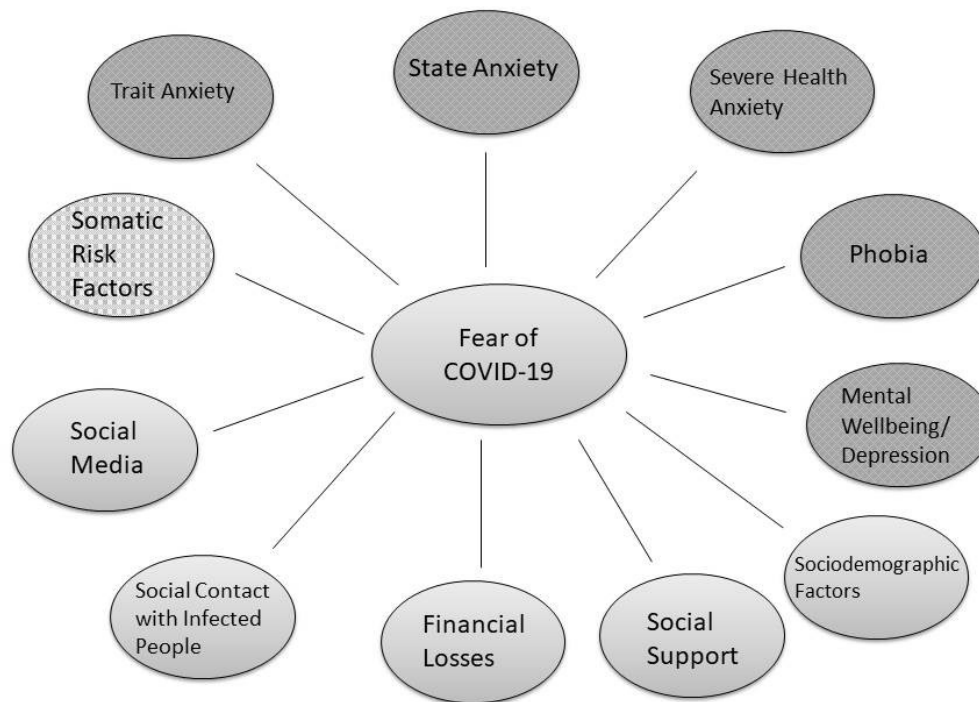 Trait Anxiety
State Anxiety
Severe Health
Anxiety
Somatic
Risk
Factors
Phobia
Fear of
COVID-19
Social
Media
Mental
Wellbeing/
Depression
Social Contact
with Infected
People
Financial
Losses
Social
Support
Sociodemographic
Factors